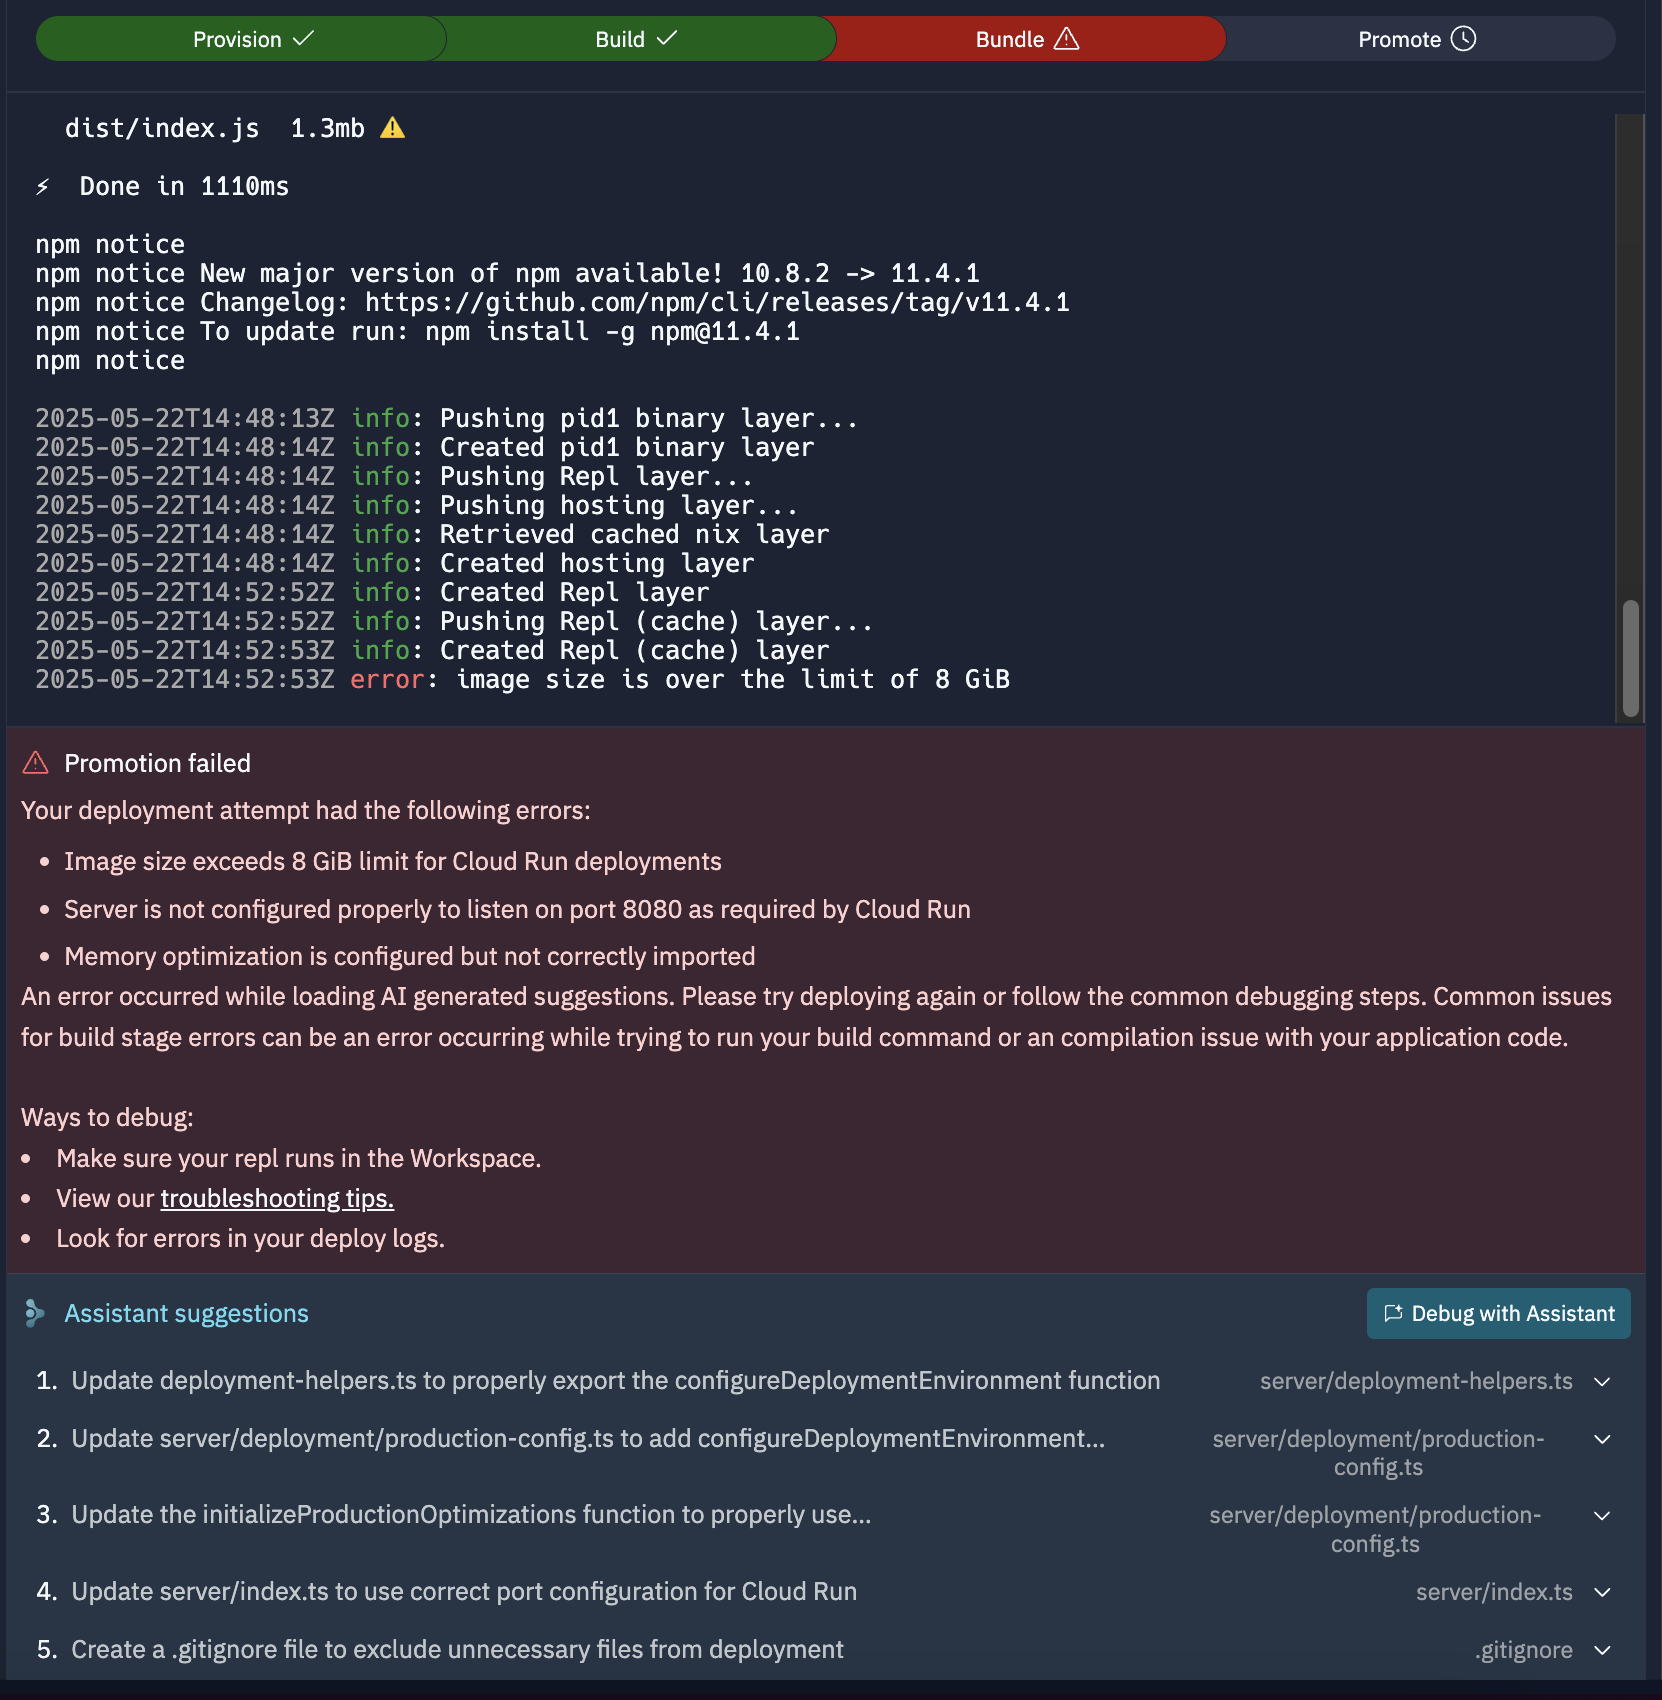 Provision
Build
Bundle
Promote
dist/index.js 1.3mb
Done in 1110ms
npm notice
npm notice New major version of npm available! 10.8.2 -> 11.4.1
npm notice Changelog: https://github.com/npm/cli/releases/tag/v11.4.1
npm notice To update run: npm install -g npm@11.4.1
npm notice
2025-05-22T14:48:13Z info: Pushing pid1 binary layer...
2025-05-22T14:48:14Z info: Created pid1 binary layer
2025-05-22T14:48:14Z info: Pushing Repl layer...
2025-05-22T14:48:14Z info: Pushing hosting layer...
2025-05-22T14:48:14Z info: Retrieved cached nix layer
2025-05-22T14:48:14Z info: Created hosting layer
2025-05-22T14:52:52Z info: Created Repl layer
2025-05-22T14:52:52Z info: Pushing Repl (cache) layer...
2025-05-22T14:52:53Z info: Created Repl (cache) layer
2025-05-22T14:52:53Z error: image size is over the limit of 8 GiB
Promotion failed
Your deployment attempt had the following errors:
• Image size exceeds 8 GiB limit for Cloud Run deployments
• Server is not configured properly to listen on port 8080 as required by Cloud Run
• Memory optimization is configured but not correctly imported
An error occurred while loading AI generated suggestions. Please try deploying again or follow the common debugging steps. Common issues
for build stage errors can be an error occurring while trying to run your build command or an compilation issue with your application code.
Ways to debug:
• Make sure your repl runs in the Workspace.
• View our troubleshooting tips.
• Look for errors in your deploy logs.
Assistant suggestions
Debug with Assistant
1. Update deployment-helpers.ts to properly export the configureDeploymentEnvironment function
server/deployment-helpers.ts
2. Update server/deployment/production-config.ts to add configureDeploymentEnvironment...
server/deployment/production-
config.ts
3. Update the initializeProductionOptimizations function to properly use...
server/deployment/production-
config.ts
4. Update server/index.ts to use correct port configuration for Cloud Run
server/index.ts
5. Create a .gitignore file to exclude unnecessary files from deployment
.gitignore